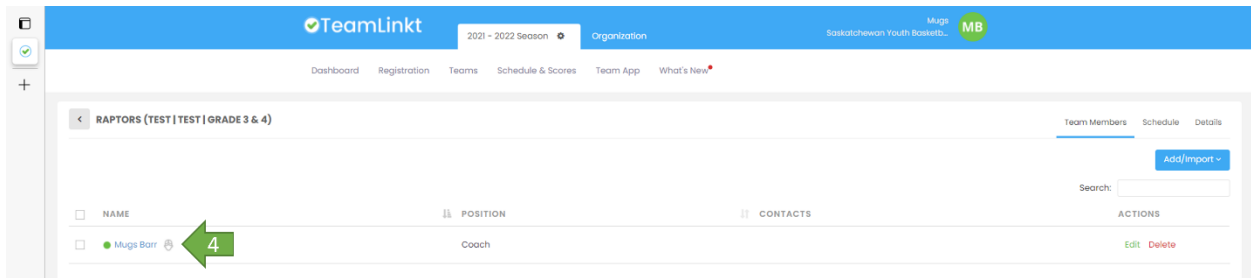 TeamLinkt
2021 - 2022 Season
Organization
Mugs
Saskatchewan Youth Basketb...
MB
Dashboard Registration Teams Schedule & Scores Team App What's New
< RAPTORS (TEST | TEST | GRADE 3 & 4)
Team Members Schedule Details
Add/Import
Search:
NAME POSITION CONTACTS ACTIONS
Mugs Barr 4 Coach Edit Delete